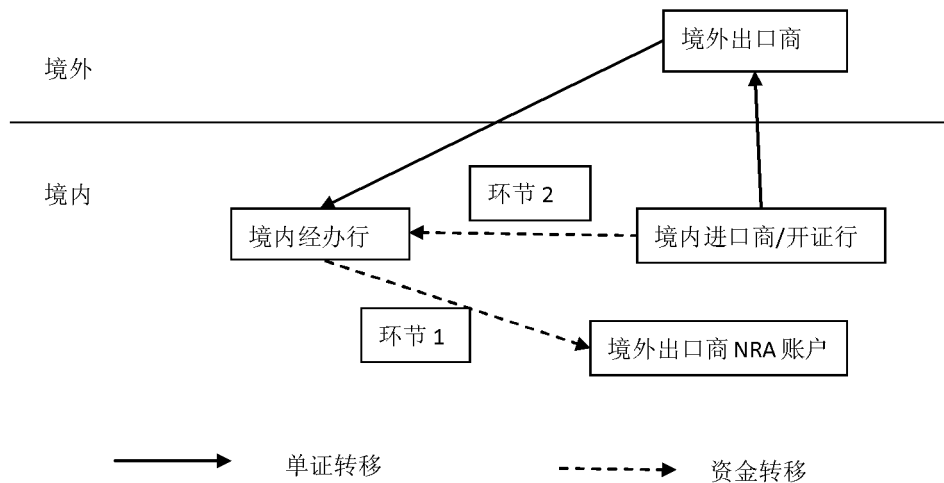 境外出口商
境外
境内
环节 2
境内经办行
境内进口商/开证行
环节 1
境外出口商 NRA 账户
单证转移
资金转移